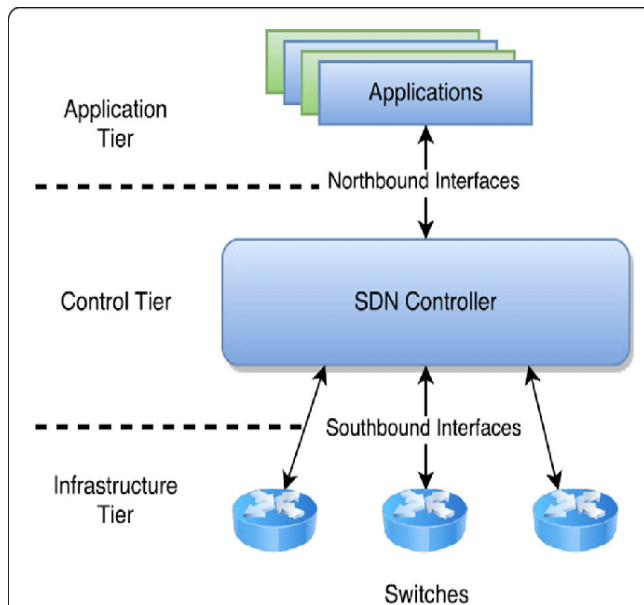 Applications
Application
Tier
Northbound Interfaces
Control Tier
SDN Controller
Southbound Interfaces
Infrastructure
Tier
Switches